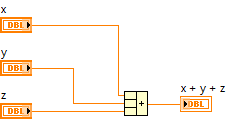 x
DBL
y
DBL
z
DBL
+
x + y + z
DBL